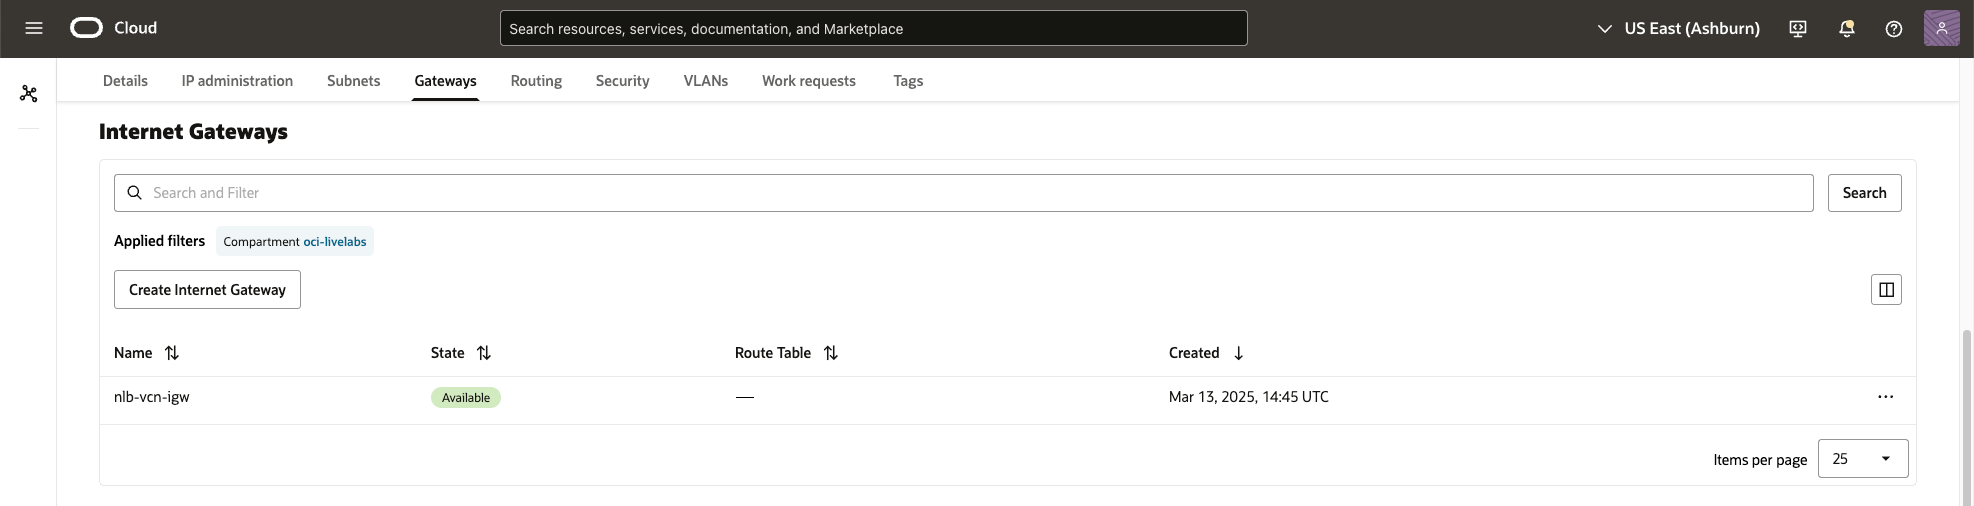 Cloud
Search resources, services, documentation, and Marketplace
US East (Ashburn)
Details IP administration Subnets Gateways Routing Security VLANs Work requests Tags
Internet Gateways
Search and Filter
Search
Applied filters Compartment oci-livelabs
Create Internet Gateway
Name State Route Table Created
nlb-vcn-igw Available — Mar 13, 2025, 14:45 UTC
Items per page 25